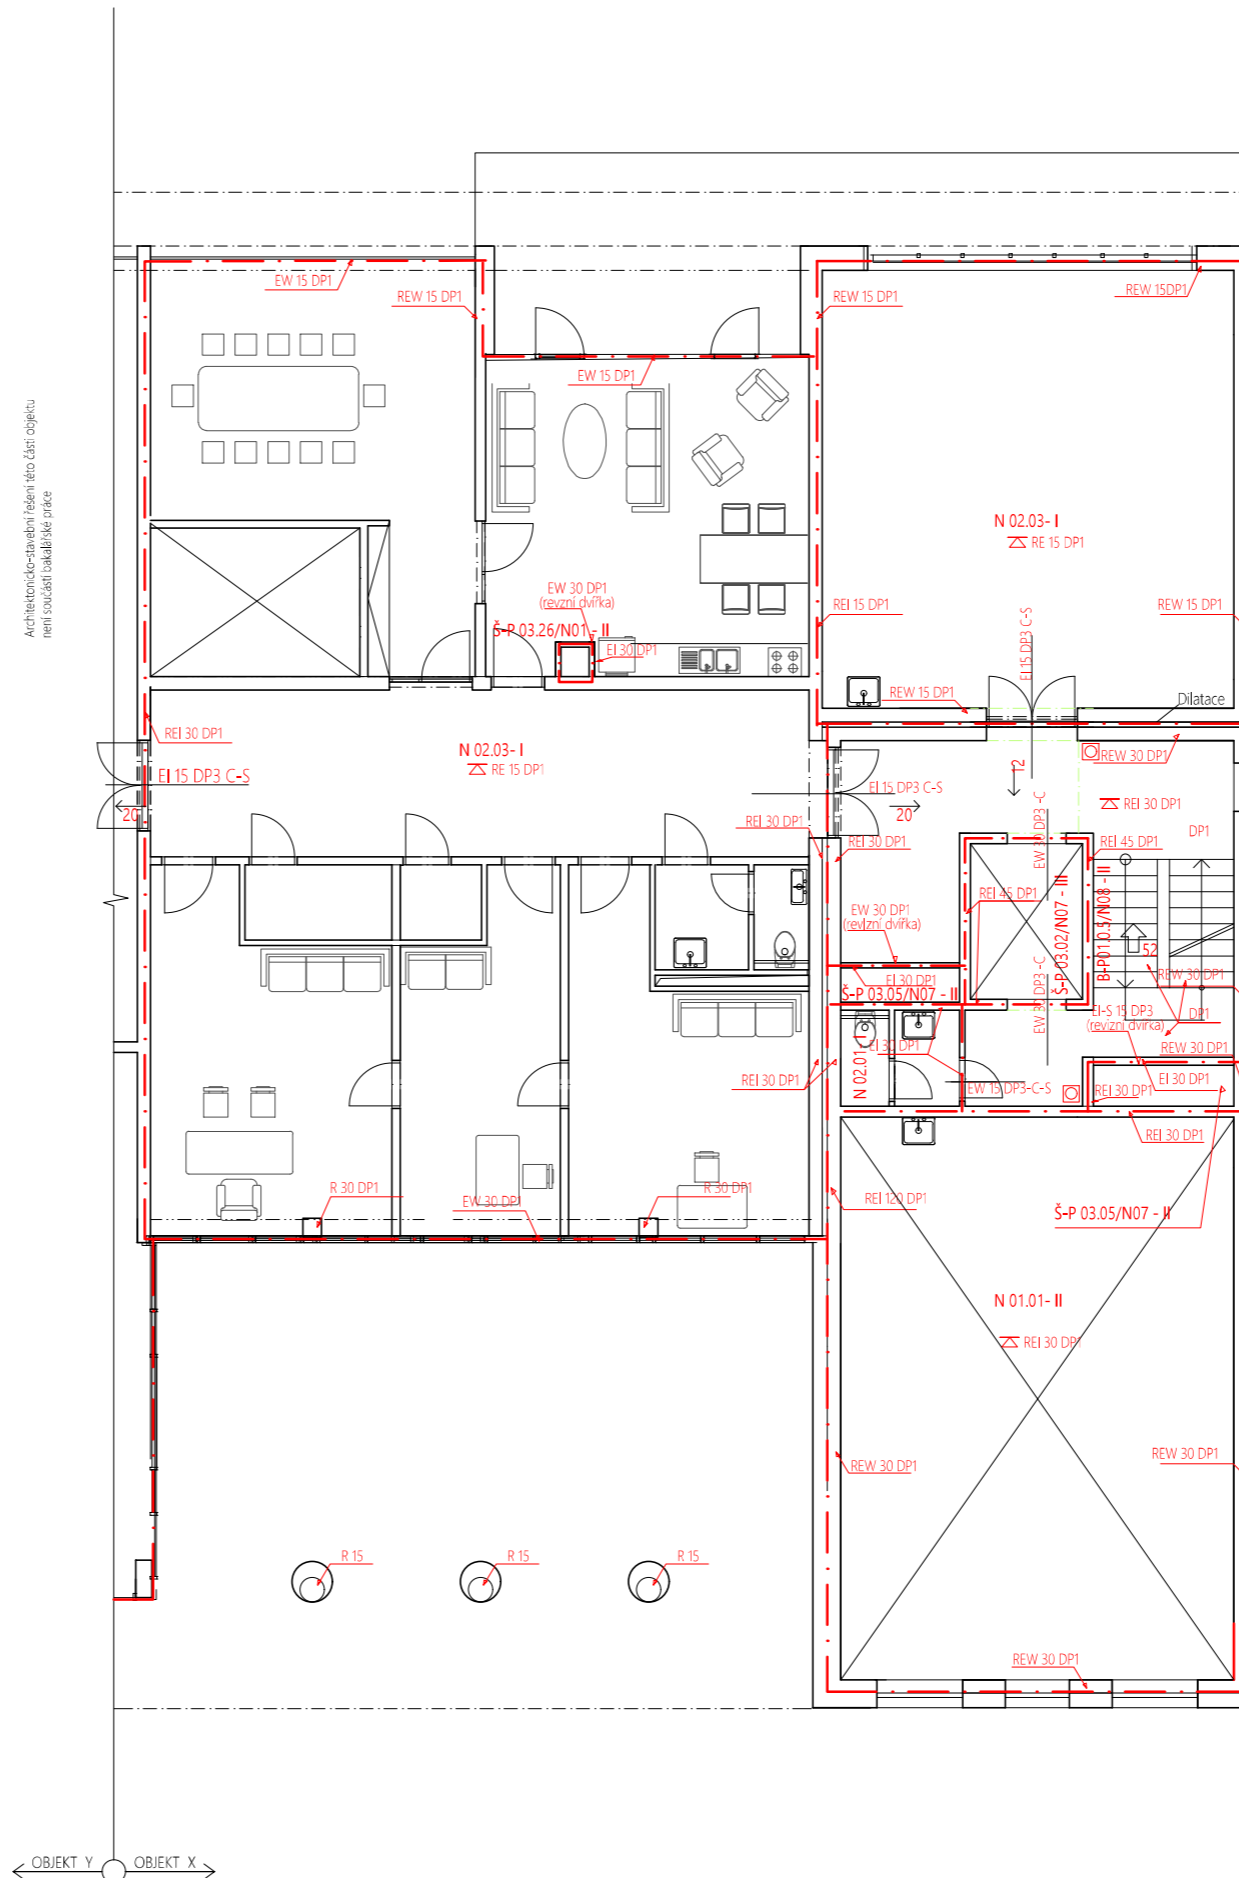 EW 15 DP1
REW 15 DP1
REW 15 DP1
REW 15DP1
EW 15 DP1
Architektonicko-stavební řešení této části objektu
není součástí bakalářské práce
N 02.03- I
RE 15 DP1
EW 30 DP1
(revzní dvířka)
Š-P 03.26/N01 - II
EI 30 DP1
REI 15 DP1
REW 15 DP1
EI 15 DP3 C-S
REW 15 DP1
Dilatace
REI 30 DP1
N 02.03- I
RE 15 DP1
EI 15 DP3 C-S
20
EI 15 DP3 C-S
20
12
REW 30 DP1
REI 30 DP1
DP1
REI 30 DP1
REI 30 DP1
EW 30 DP3 -C
REI 45 DP1
REI 45 DP1
EW 30 DP1
(revizní dvířka)
Š-P 03.02/N07 - III
B-P01.0.5/N08 - II
52
EI 30 DP1
Š-P 03.05/N07 - II
EW 30 DP3 -C
REW 30 DP1
EI-S 15 DP3
(revizní dvířka)
DP1
REW 30 DP1
N 02.01- I
EI 30 DP1
REI 30 DP1
EW 15 DP3-C-S
REI 30 DP1
EI 30 DP1
REI 30 DP1
R 30 DP1
EW 30 DP1
R 30 DP1
REI 120 DP1
Š-P 03.05/N07 - II
N 01.01- II
REI 30 DP1
REW 30 DP1
REW 30 DP1
R 15
R 15
R 15
REW 30 DP1
OBJEKT Y
OBJEKT X